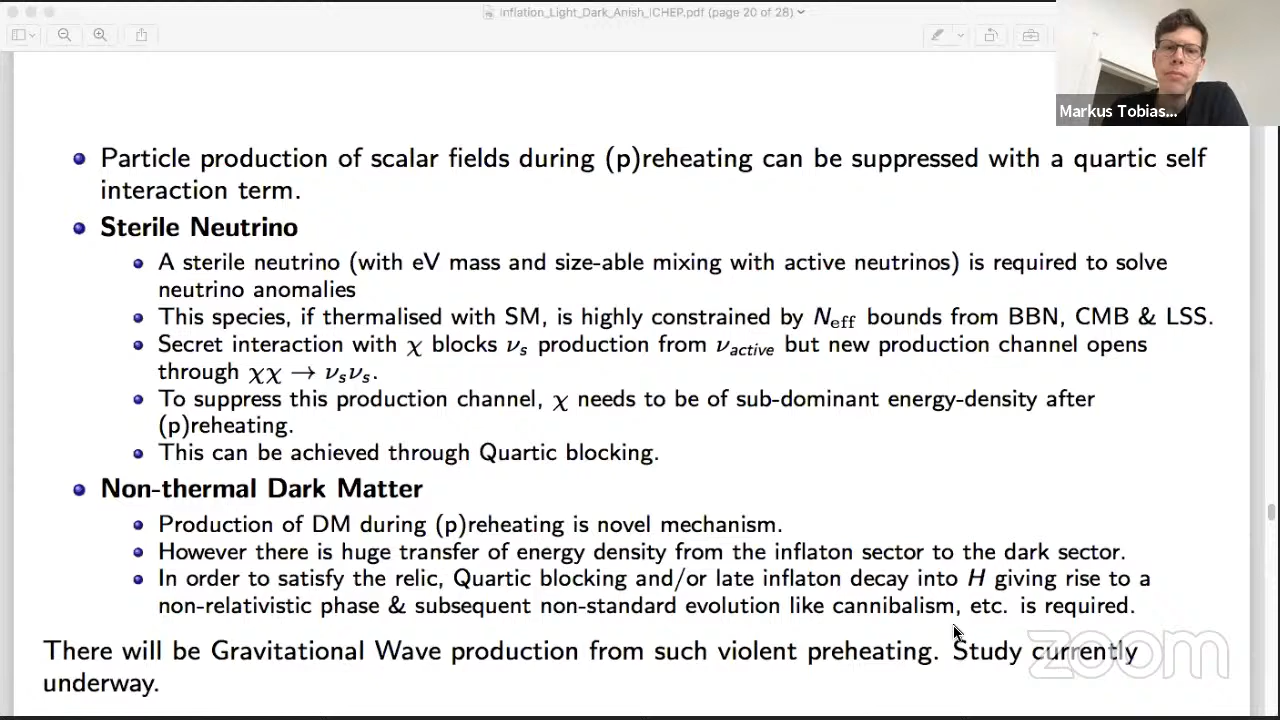 Inflation_Light_Dark_Anish_ICHEP.pdf (page 20 of 28)
Markus Tobias...
Particle production of scalar fields during (p)reheating can be suppressed with a quartic self
interaction term.
Sterile Neutrino
A sterile neutrino (with eV mass and size-able mixing with active neutrinos) is required to solve
neutrino anomalies
This species, if thermalised with SM, is highly constrained by N_eff bounds from BBN, CMB & LSS.
Secret interaction with χ blocks ν_s production from ν_active but new production channel opens
through χχ → ν_sν_s.
To suppress this production channel, χ needs to be of sub-dominant energy-density after
(p)reheating.
This can be achieved through Quartic blocking.
Non-thermal Dark Matter
Production of DM during (p)reheating is novel mechanism.
However there is huge transfer of energy density from the inflaton sector to the dark sector.
In order to satisfy the relic, Quartic blocking and/or late inflaton decay into H giving rise to a
non-relativistic phase & subsequent non-standard evolution like cannibalism, etc. is required.
There will be Gravitational Wave production from such violent preheating. Study currently
underway.
zoom